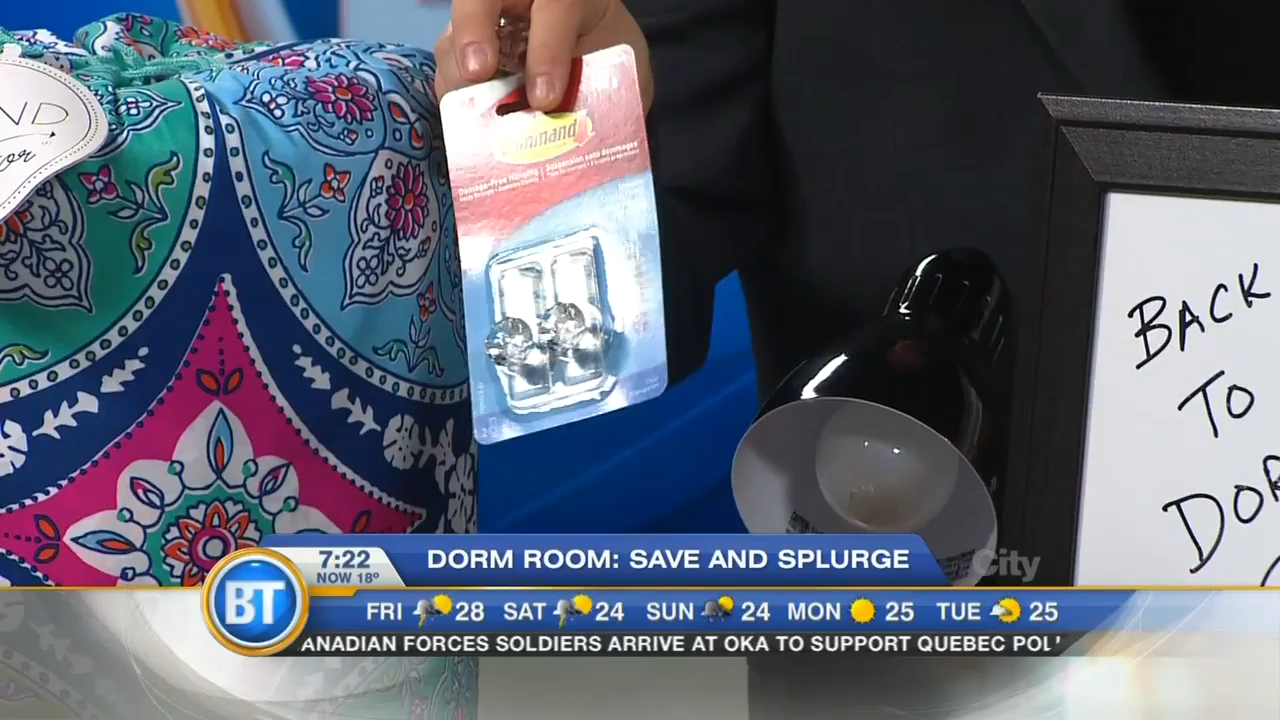 ND
Command
Damage-Free Hanging | Suspension sans dommages
BACK
TO
City
7:22
NOW 18º
DORM ROOM: SAVE AND SPLURGE
BT
FRI 28 SAT 24 SUN 24 MON 25 TUE 25
ANADIAN FORCES SOLDIERS ARRIVE AT OKA TO SUPPORT QUEBEC POL